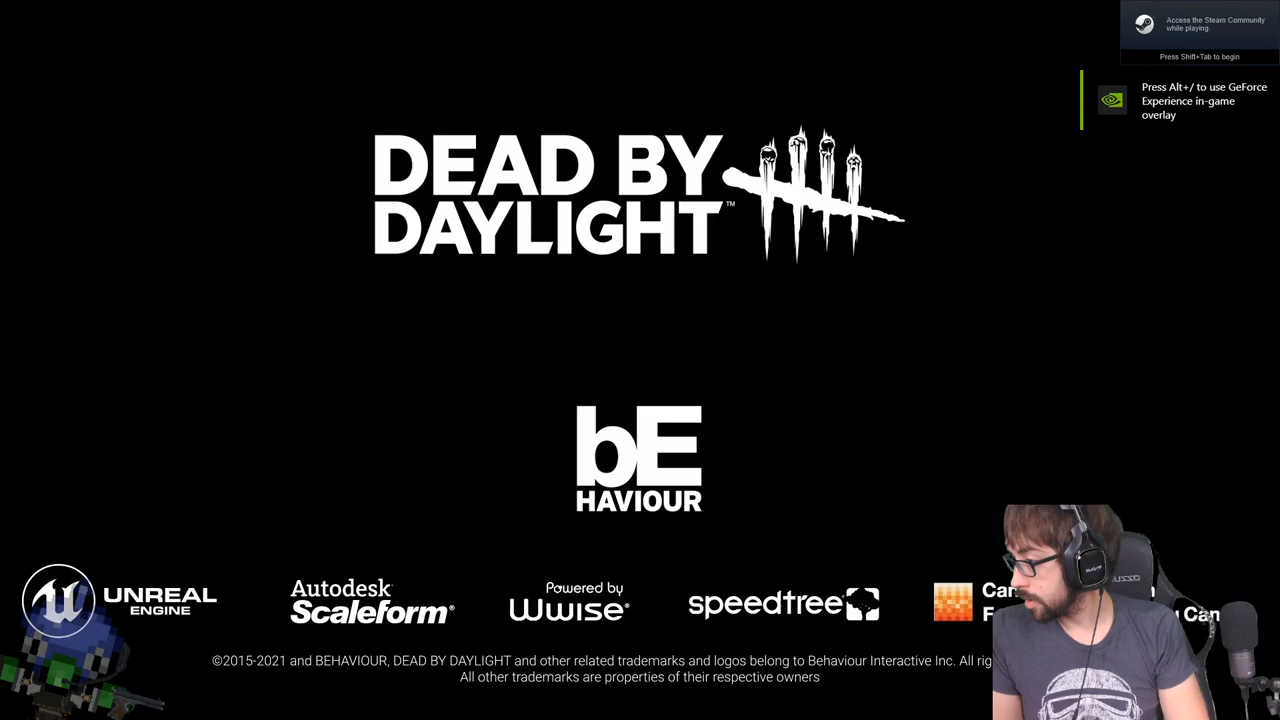 Access the Steam Community
while playing.
Press Shift+Tab to begin
Press Alt+/ to use GeForce
Experience in-game
overlay
DEAD BY
DAYLIGHT™
bE
HAVIOUR
UNREAL
ENGINE
Autodesk
Scaleform®
Powered by
Wwise®
speedtree®
©2015-2021 and BEHAVIOUR, DEAD BY DAYLIGHT and other related trademarks and logos belong to Behaviour Interactive Inc. All
All other trademarks are properties of their respective owners